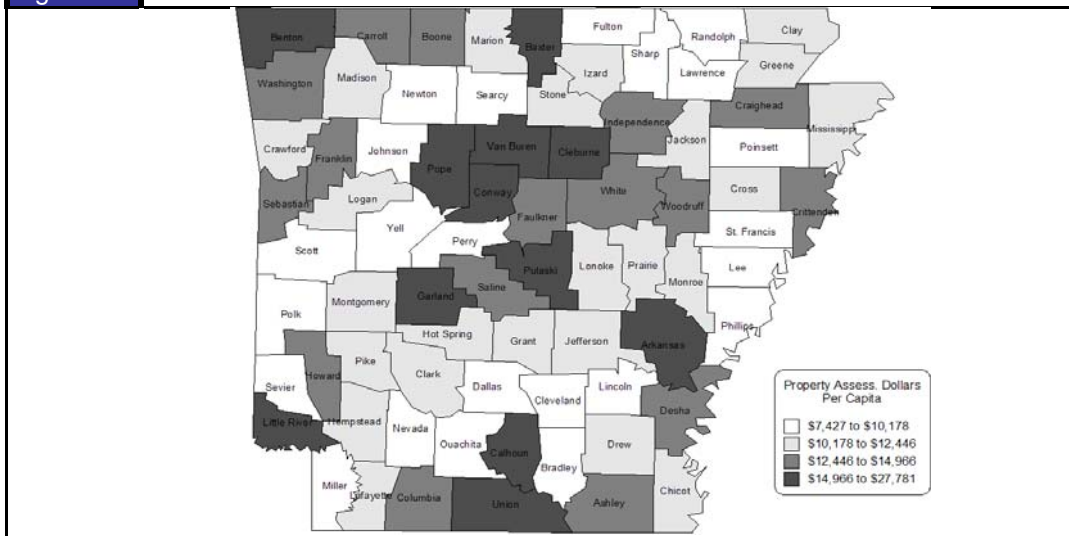 Benton
Carroll
Boone
Marion
Baxter
Fulton
Randolph
Clay
Sharp
Izard
Lawrence
Greene
Washington
Madison
Newton
Searcy
Stone
Independence
Craighead
Mississippi
Jackson
Crawford
Franklin
Johnson
Pope
Van Buren
Cleburne
Poinsett
Sebastian
Logan
Conway
White
Woodruff
Cross
Crittenden
Faulkner
Yell
Scott
Perry
St. Francis
Pulaski
Lonoke
Prairie
Monroe
Lee
Garland
Saline
Polk
Montgomery
Phillips
Hot Spring
Grant
Jefferson
Arkansas
Pike
Howard
Clark
Sevier
Dallas
Cleveland
Lincoln
Desha
Little River
Hempstead
Nevada
Ouachita
Calhoun
Bradley
Drew
Miller
Lafayette
Columbia
Union
Ashley
Chicot
Property Assess. Dollars
Per Capita
$7,427 to $10,178
$10,178 to $12,446
$12,446 to $14,966
$14,966 to $27,781